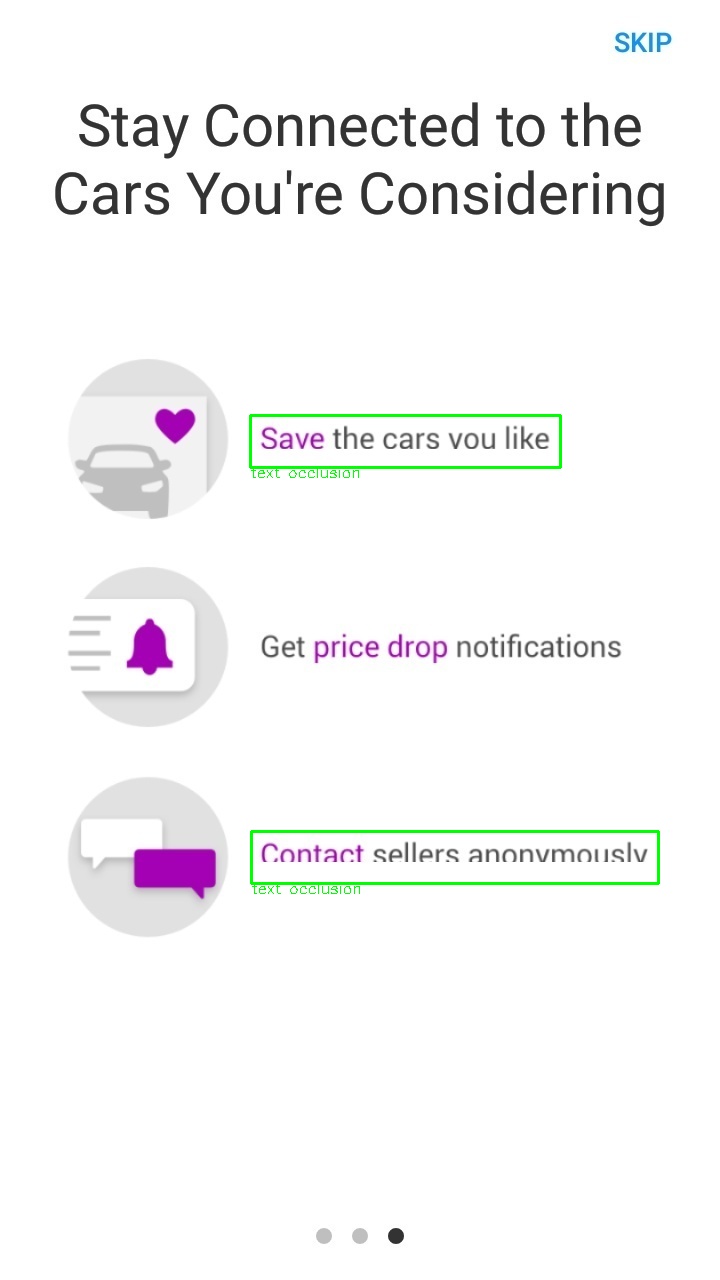 SKIP
Stay Connected to the
Cars You're Considering
Save the cars you like
text occlusion
Get price drop notifications
Contact sellers anonymously
text occlusion